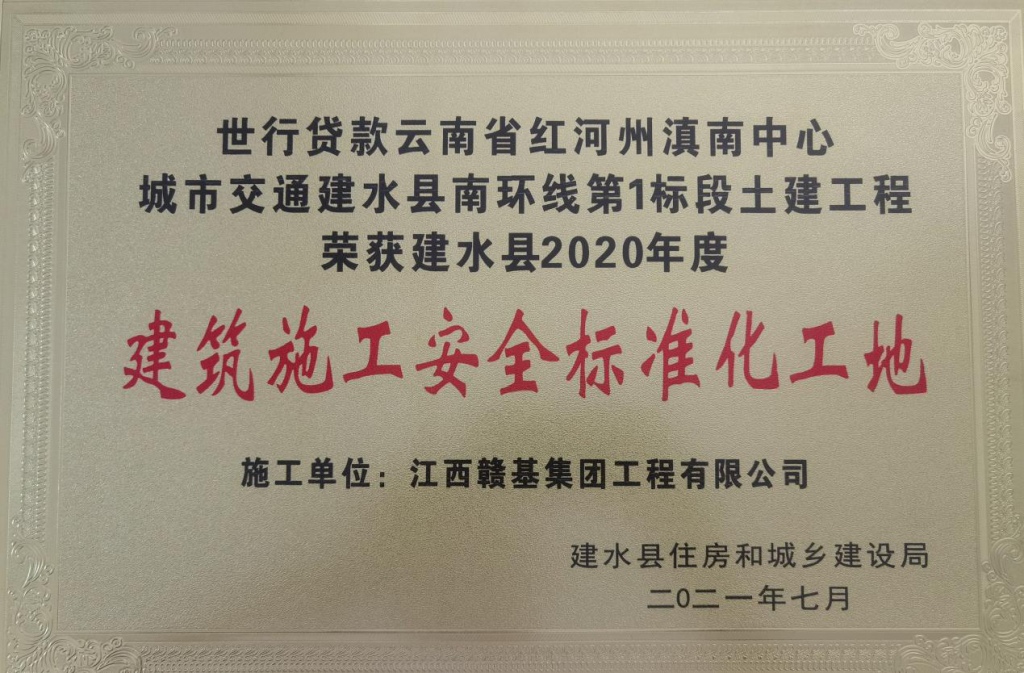 世行贷款云南省红河州滇南中心
城市交通建水县南环线第1标段土建工程
荣获建水县2020年度
建筑施工安全标准化工地
施工单位：江西赣基集团工程有限公司
建水县住房和城乡建设局
二0二一年七月